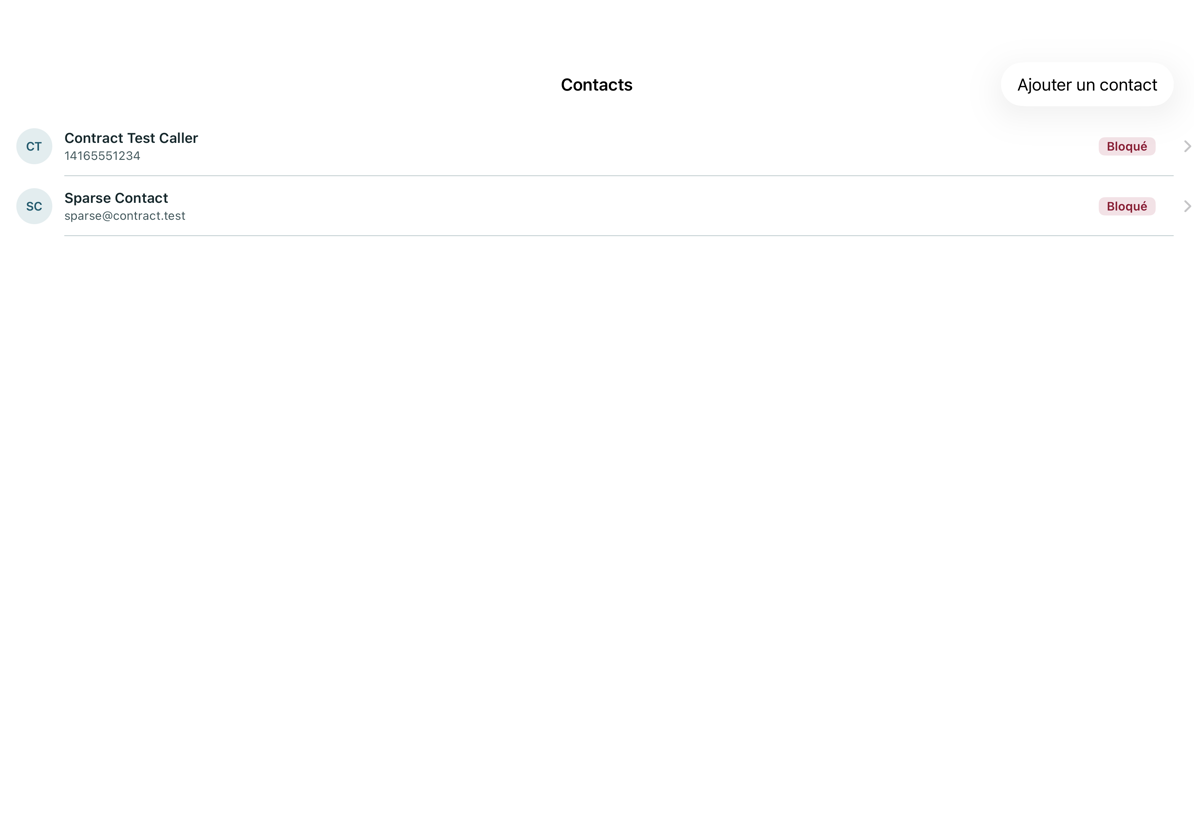 Contacts
Ajouter un contact
CT
Contract Test Caller
14165551234
Bloqué
SC
Sparse Contact
sparse@contract.test
Bloqué